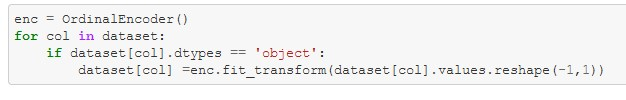 enc = OrdinalEncoder()
for col in dataset:
    if dataset[col].dtypes == 'object':
        dataset[col] =enc.fit_transform(dataset[col].values.reshape(-1,1))